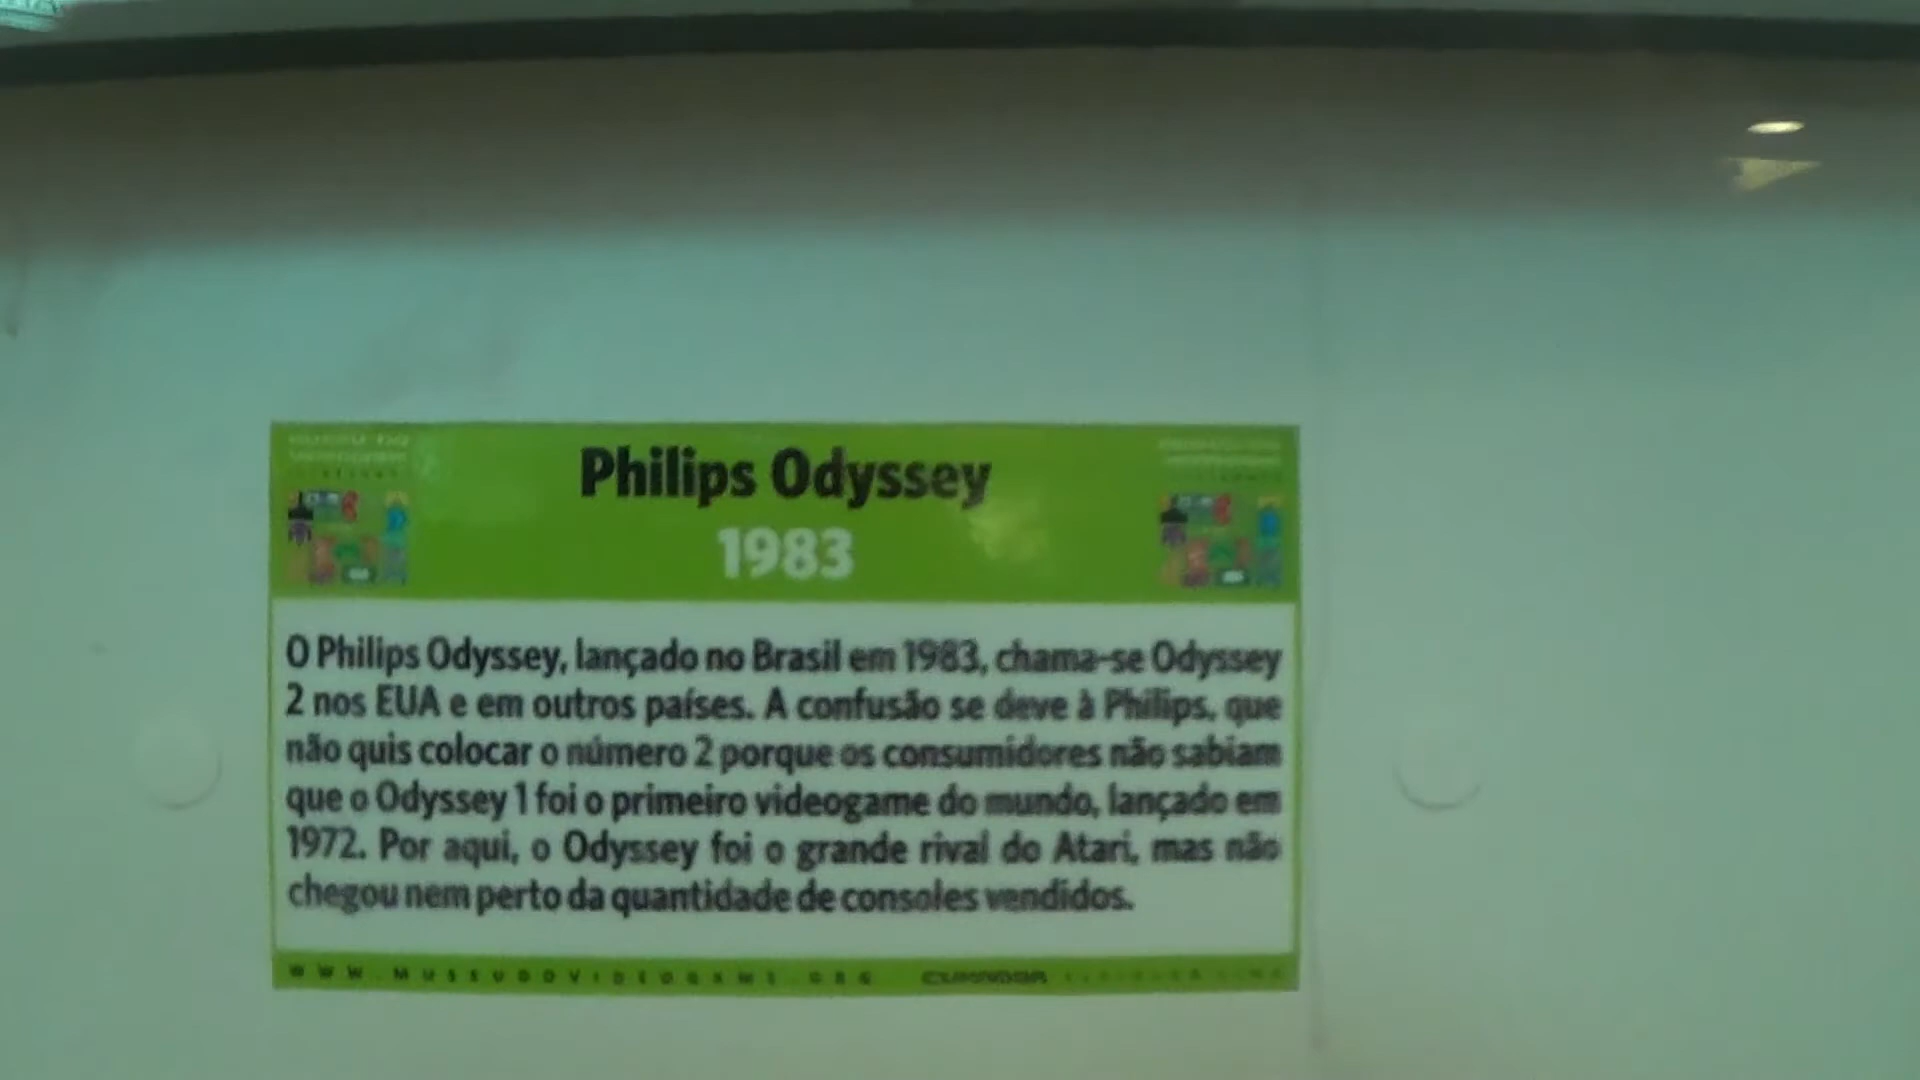 Philips Odyssey
1983
O Philips Odyssey, lançado no Brasil em 1983, chama-se Odyssey
2 nos EUA e em outros países. A confusão se deve à Philips, que
não quis colocar o número 2 porque os consumidores não sabiam
que o Odyssey 1 foi o primeiro videogame do mundo, lançado em
1972. Por aqui, o Odyssey foi o grande rival do Atari, mas não
chegou nem perto da quantidade de consoles vendidos.
WWW.MUSEUDOVIDEOGAME.ORG